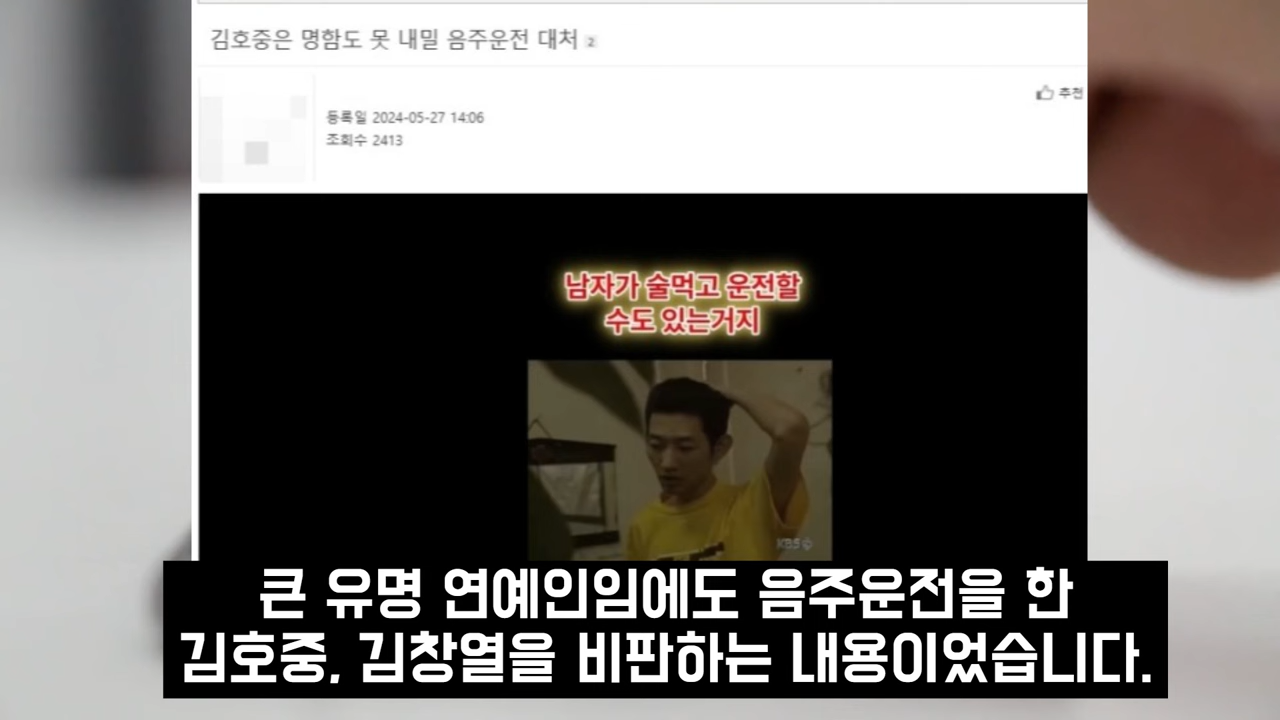 김호중은 명함도 못 내밀 음주운전 대처 2
추천
등록일 2024-05-27 14:06
조회수 2413
남자가 술먹고 운전할
수도 있는거지
KBS
큰 유명 연예인임에도 음주운전을 한
김호중, 김창열을 비판하는 내용이었습니다.